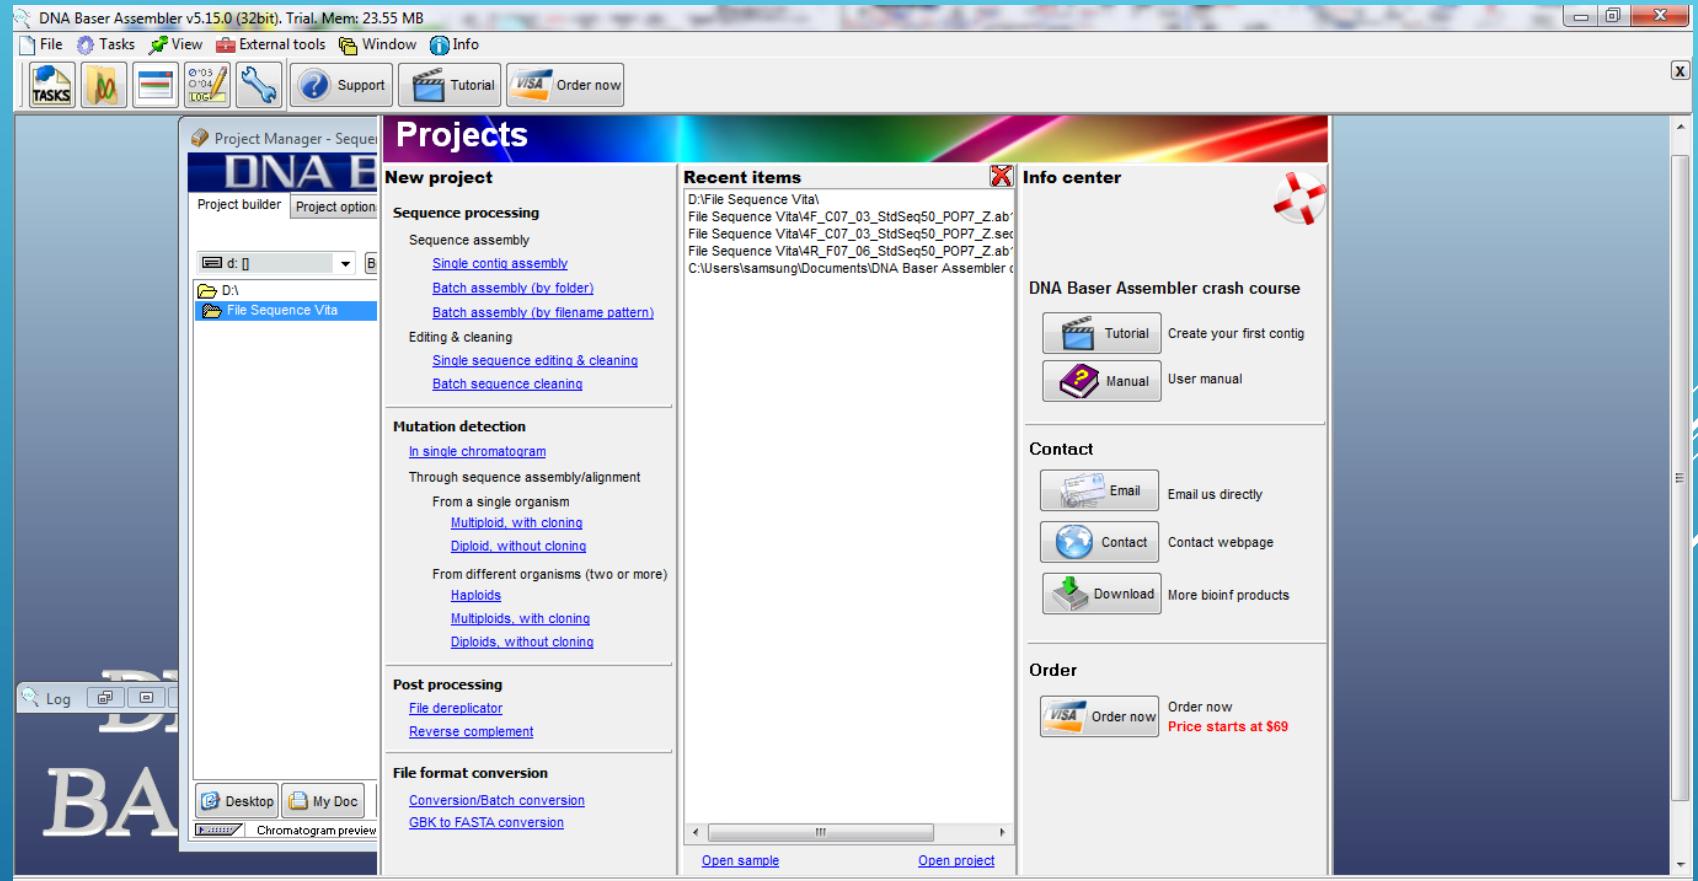 DNA Baser Assembler v5.15.0 (32bit). Trial. Mem: 23.55 MB
File Tasks View External tools Window Info
TASKS LOG Support Tutorial VISA Order now
Project Manager - Seque
DNA B
Project builder Project option
d: []
D:\
File Sequence Vita
Log
BA
Desktop My Doc
Chromatogram preview
Projects
New project
Sequence processing
Sequence assembly
Single contig assembly
Batch assembly (by folder)
Batch assembly (by filename pattern)
Editing & cleaning
Single sequence editing & cleaning
Batch sequence cleaning
Mutation detection
In single chromatogram
Through sequence assembly/alignment
From a single organism
Multiploid, with cloning
Diploid, without cloning
From different organisms (two or more)
Haploids
Multiploids, with cloning
Diploids, without cloning
Post processing
File dereplicator
Reverse complement
File format conversion
Conversion/Batch conversion
GBK to FASTA conversion
Recent items
D:\File Sequence Vita\
File Sequence Vita\4F_C07_03_StdSeq50_POP7_Z.ab1
File Sequence Vita\4F_C07_03_StdSeq50_POP7_Z.seq
File Sequence Vita\4R_F07_06_StdSeq50_POP7_Z.ab1
C:\Users\samsung\Documents\DNA Baser Assembler
Open sample Open project
Info center
DNA Baser Assembler crash course
Tutorial Create your first contig
Manual User manual
Contact
Email Email us directly
Contact Contact webpage
Download More bioinf products
Order
VISA Order now Order now
Price starts at $69